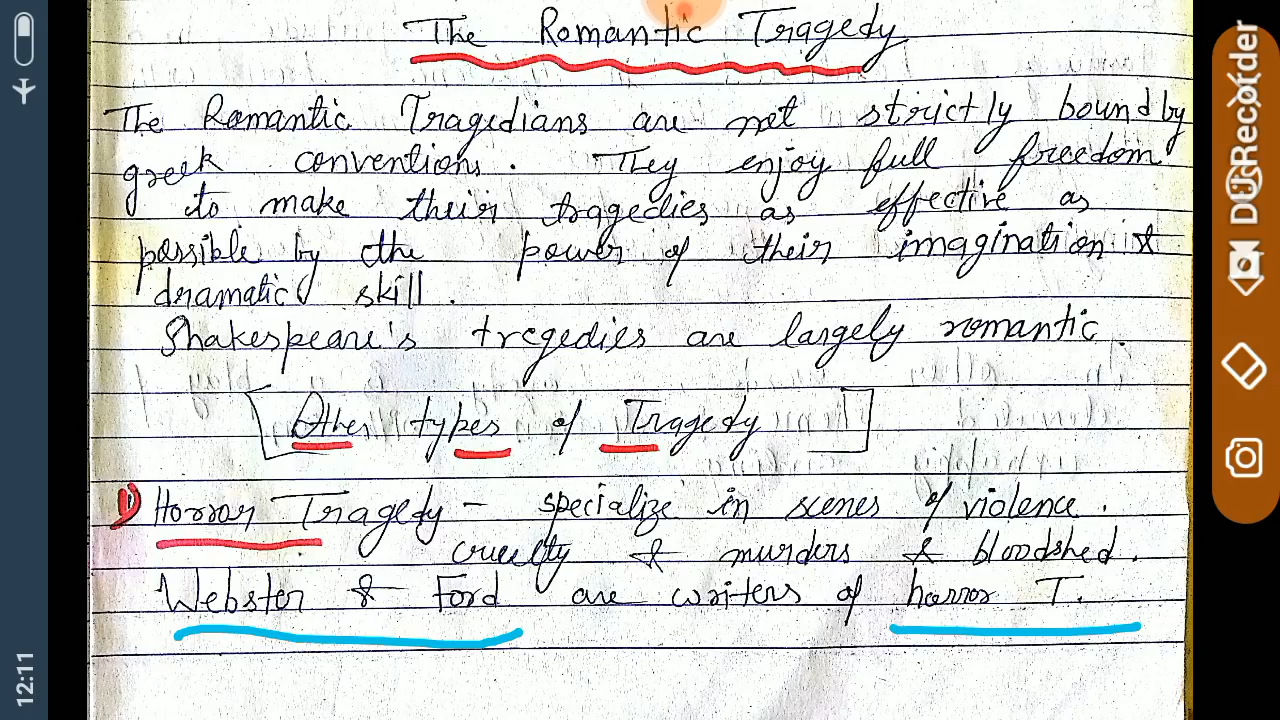 The Romantic Tragedy
The Romantic Tragedians are not strictly bound by
greek conventions. They enjoy full freedom
to make their tragedies as effective as
possible by the power of their imagination &
dramatic skill.
Shakespeare's tregedies are largely romantic.
Other types of Tragedy
1) Horror Tragedy - specialize in scenes of violence.
cruelty & murders & bloodshed.
Webster & Ford are writers of horror T.
12:11
DU Recorder